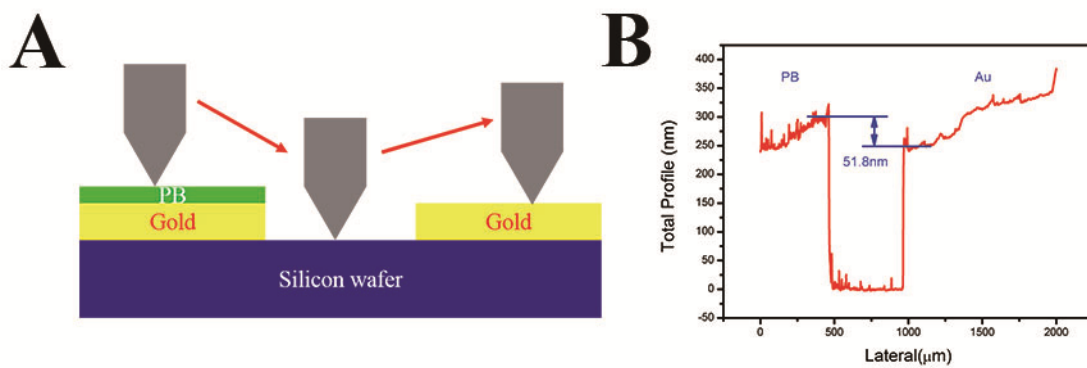 A
PB
Gold
Gold
Silicon wafer
B
Total Profile (nm)
400
350
300
250
200
150
100
50
0
-50
PB
Au
51.8nm
0
500
1000
1500
2000
Lateral(μm)